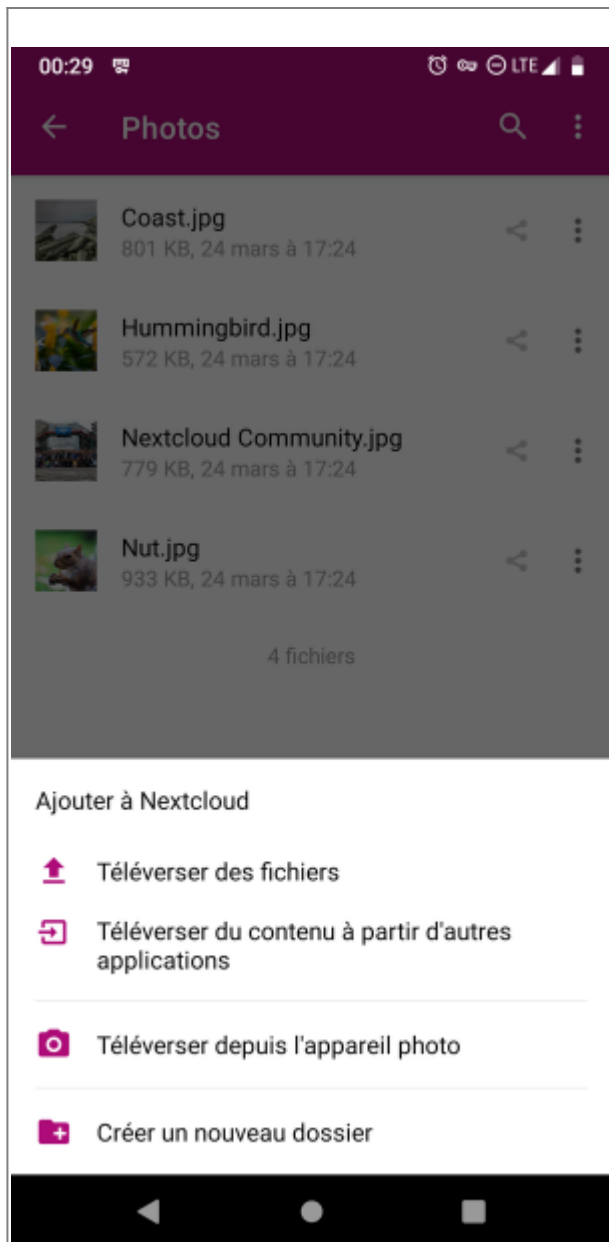 00:29
LTE
Photos
Coast.jpg
801 KB, 24 mars à 17:24
Hummingbird.jpg
572 KB, 24 mars à 17:24
Nextcloud Community.jpg
779 KB, 24 mars à 17:24
Nut.jpg
933 KB, 24 mars à 17:24
4 fichiers
Ajouter à Nextcloud
Téléverser des fichiers
Téléverser du contenu à partir d'autres
applications
Téléverser depuis l'appareil photo
Créer un nouveau dossier